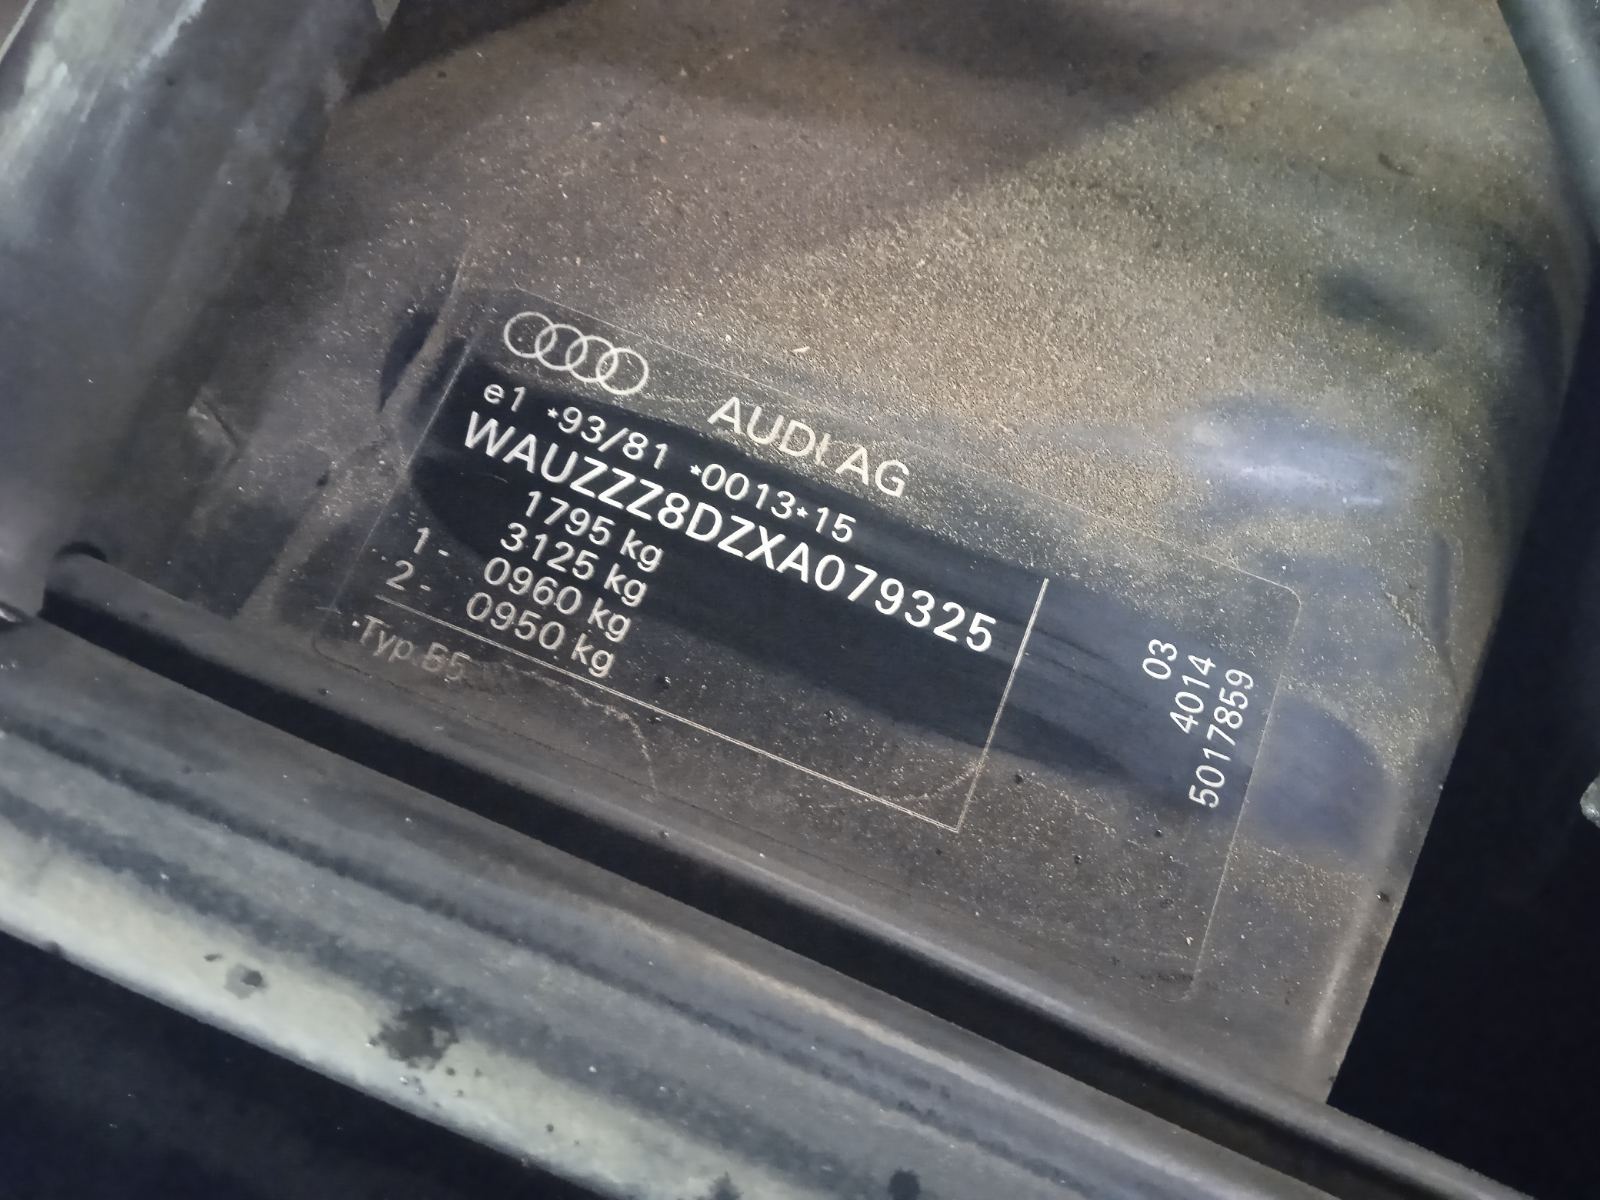 AUDI AG
e1 *93/81 *0013*15
WAUZZZ8DZXA079325
1795 kg
3125 kg
1- 0960 kg
2- 0950 kg
Typ:B5
03
4014
5017859